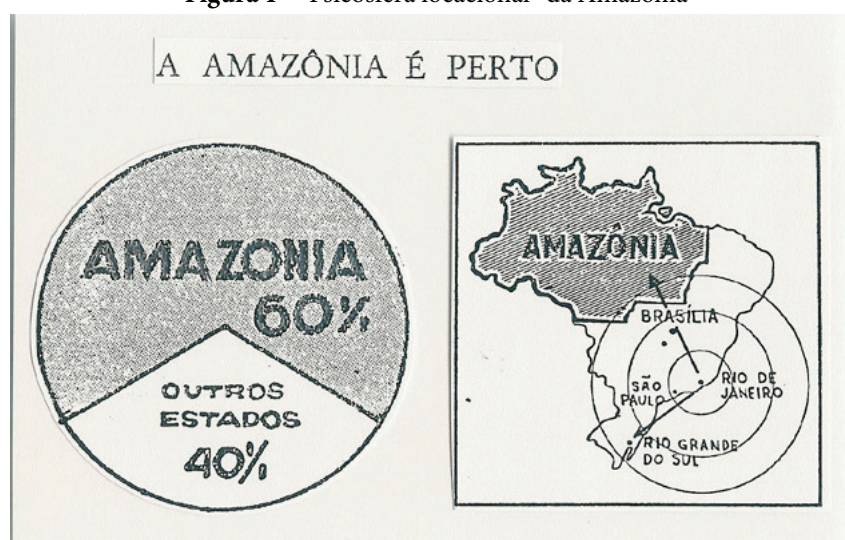 A AMAZÔNIA É PERTO
AMAZONIA
60%
OUTROS
ESTADOS
40%
AMAZÔNIA
BRASÍLIA
SÃO
PAULO
RIO DE
JANEIRO
RIO GRANDE
DO SUL